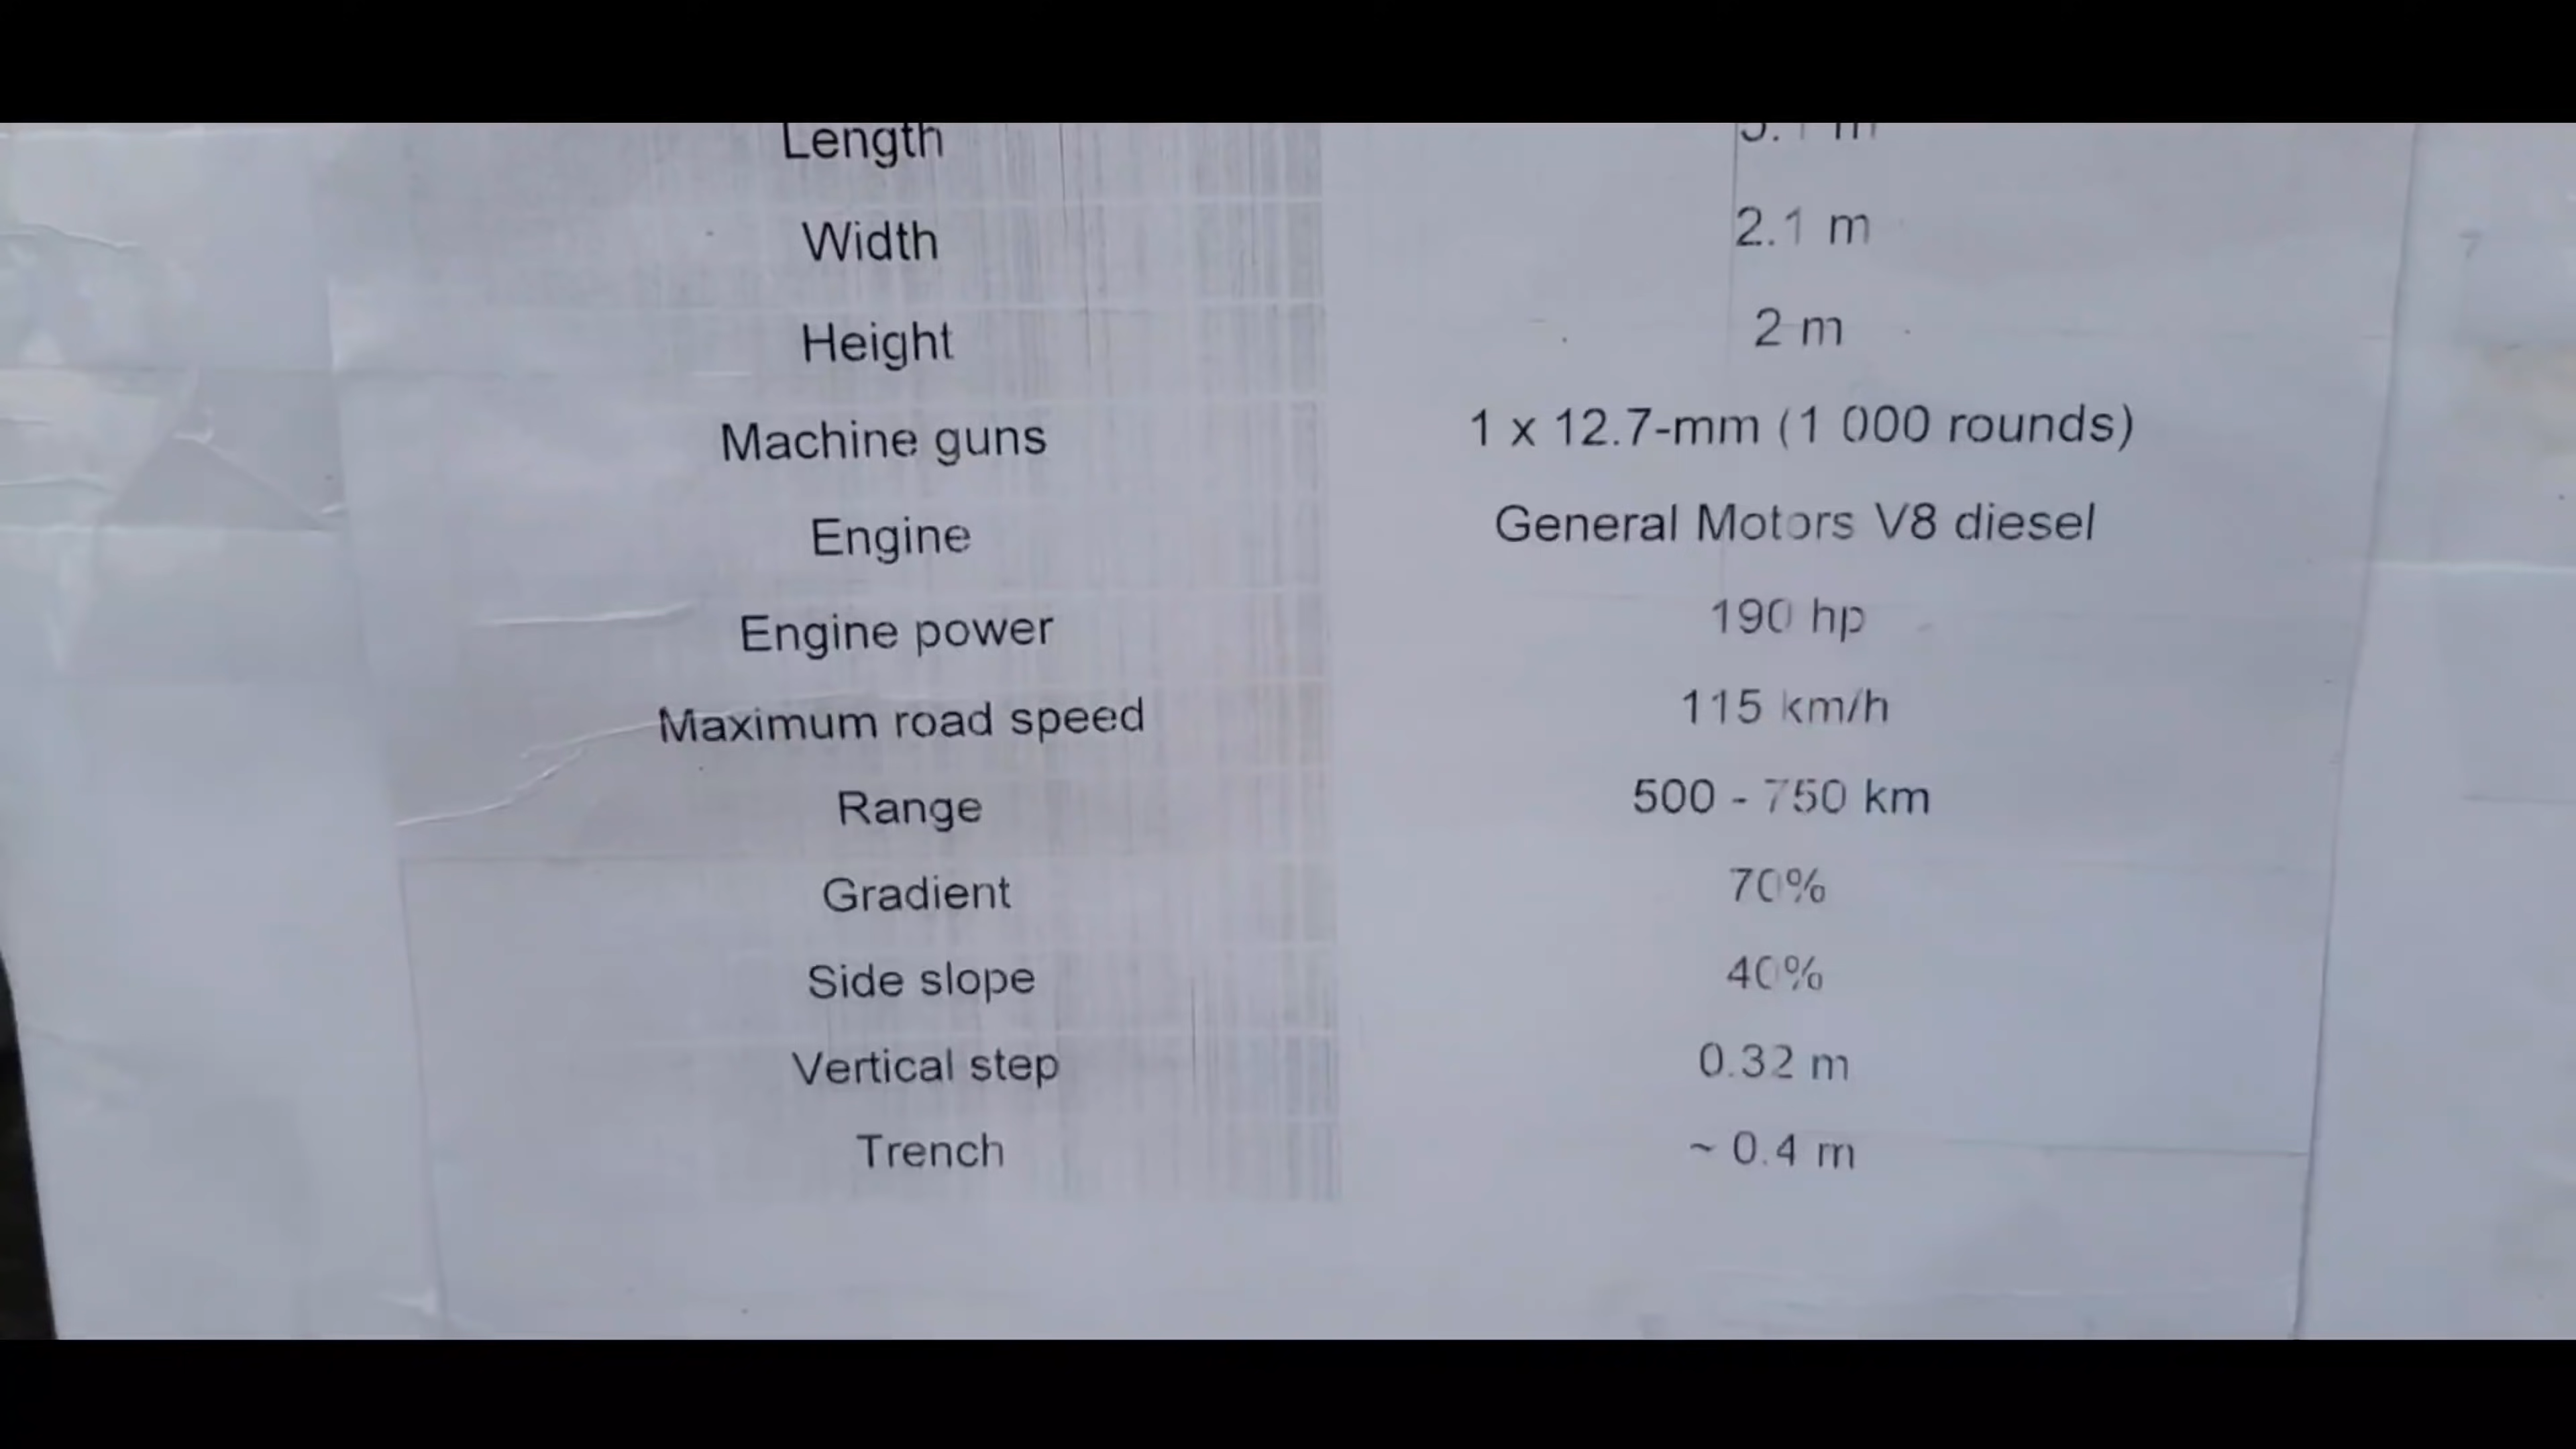 Length
Width 2.1 m
Height 2 m
Machine guns 1 x 12.7-mm (1 000 rounds)
Engine General Motors V8 diesel
Engine power 190 hp
Maximum road speed 115 km/h
Range 500 - 750 km
Gradient 70%
Side slope 40%
Vertical step 0.32 m
Trench ~ 0.4 m